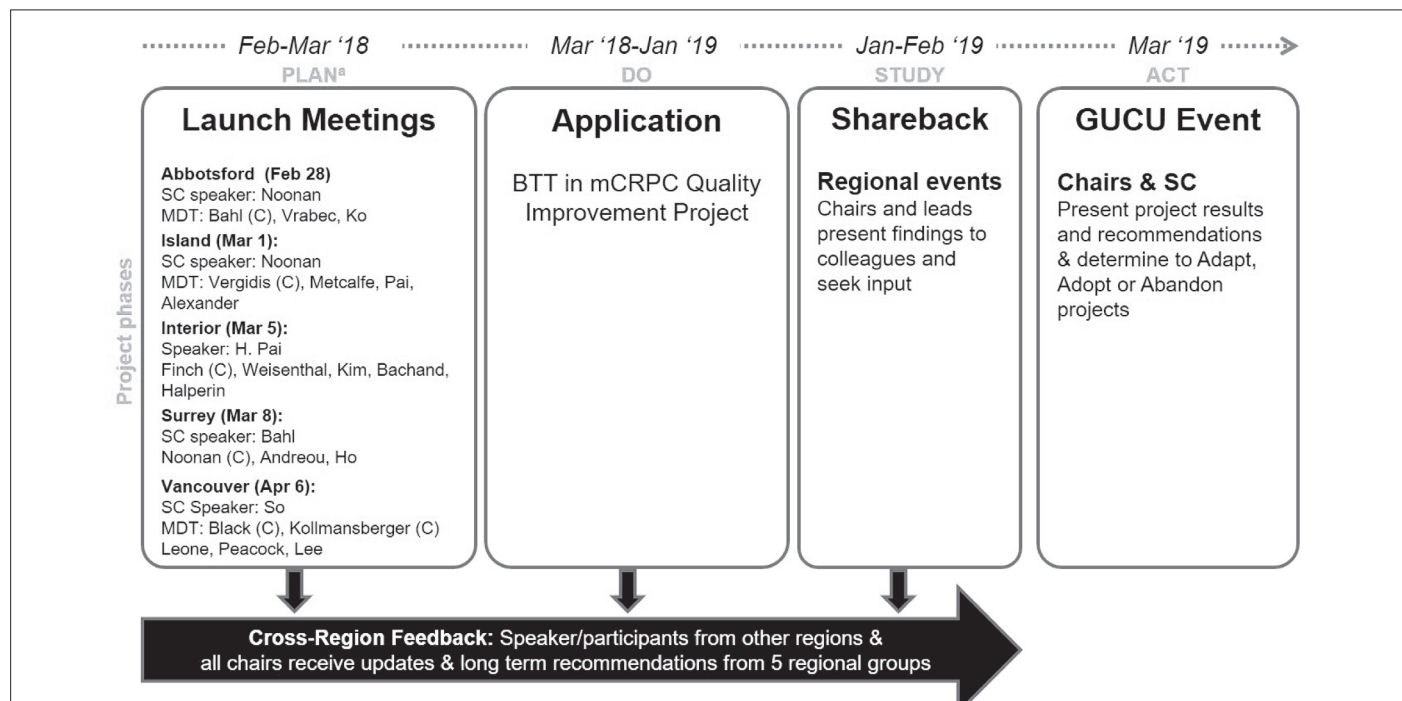 Feb-Mar ‘18
Mar ‘18-Jan ‘19
Jan-Feb ‘19
Mar ‘19
PLANᵃ
DO
STUDY
ACT
Project phases
Launch Meetings
Abbotsford (Feb 28)
SC speaker: Noonan
MDT: Bahl (C), Vrabec, Ko
Island (Mar 1):
SC speaker: Noonan
MDT: Vergidis (C), Metcalfe, Pai,
Alexander
Interior (Mar 5):
Speaker: H. Pai
Finch (C), Weisenthal, Kim, Bachand,
Halperin
Surrey (Mar 8):
SC speaker: Bahl
Noonan (C), Andreou, Ho
Vancouver (Apr 6):
SC Speaker: So
MDT: Black (C), Kollmansberger (C)
Leone, Peacock, Lee
Application
BTT in mCRPC Quality
Improvement Project
Shareback
Regional events
Chairs and leads
present findings to
colleagues and
seek input
GUCU Event
Chairs & SC
Present project results
and recommendations
& determine to Adapt,
Adopt or Abandon
projects
Cross-Region Feedback: Speaker/participants from other regions &
all chairs receive updates & long term recommendations from 5 regional groups